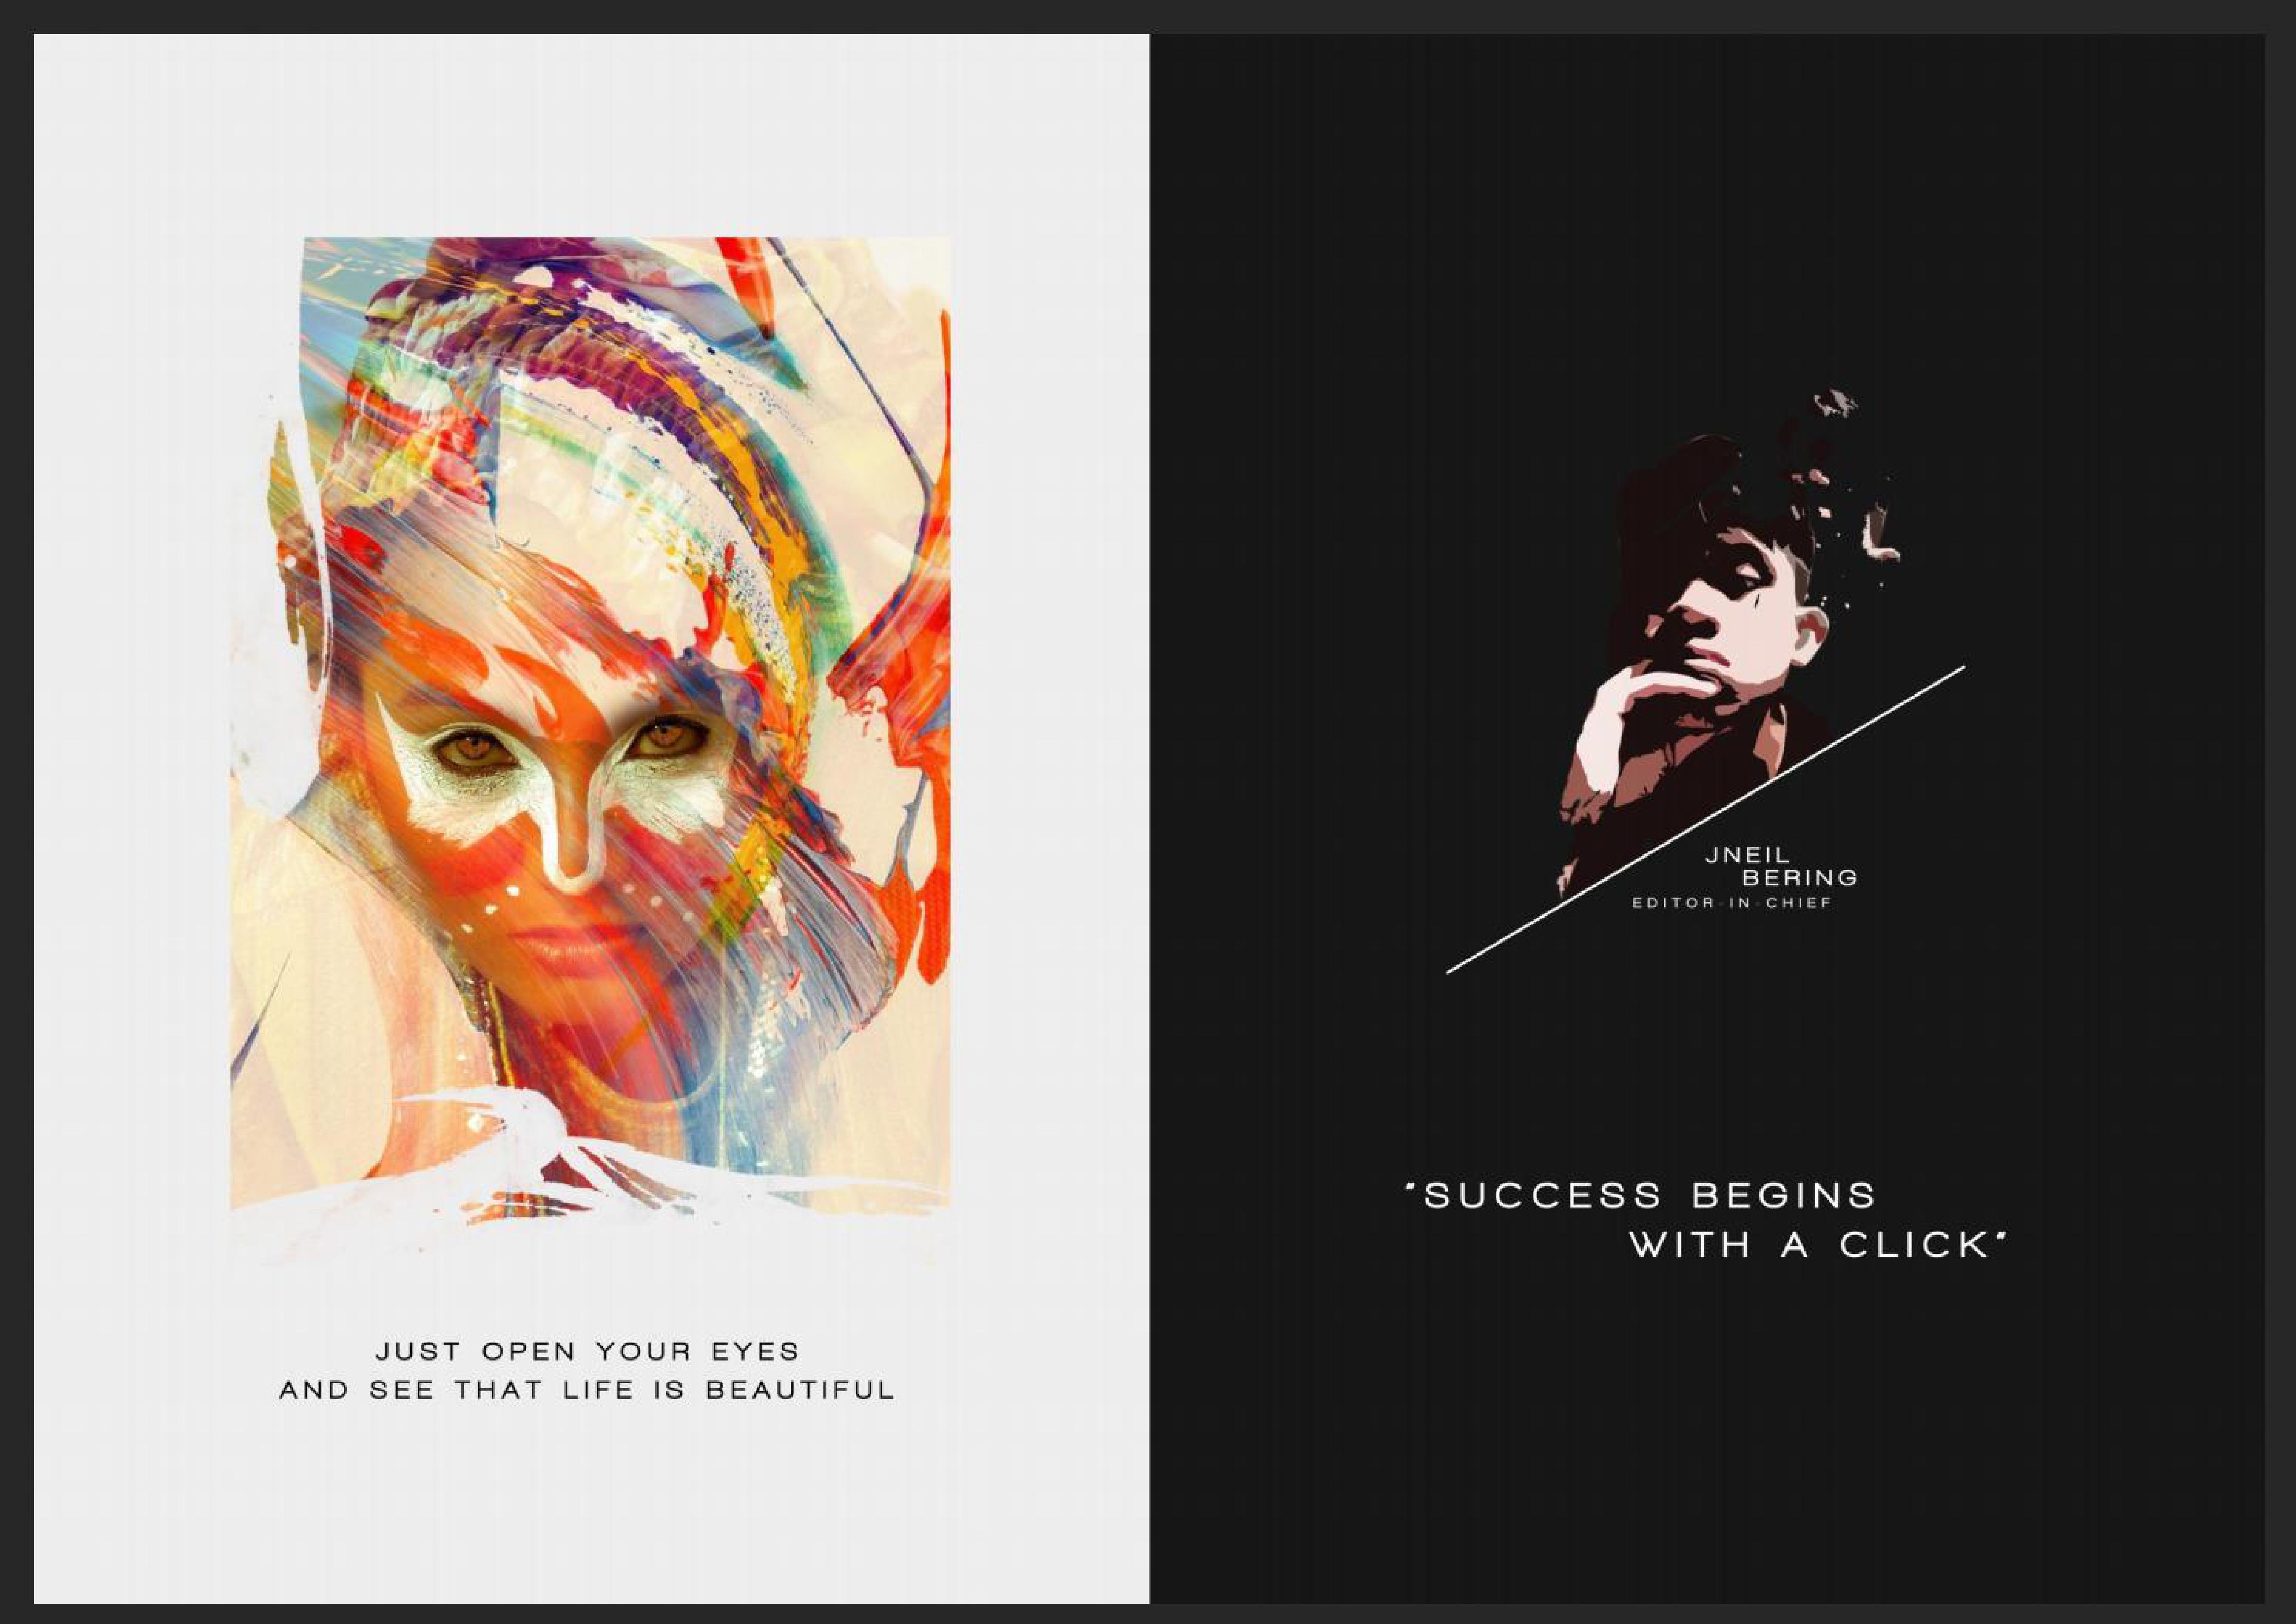 JUST OPEN YOUR EYES
AND SEE THAT LIFE IS BEAUTIFUL
JNEIL
BERING
EDITOR-IN-CHIEF
"SUCCESS BEGINS
WITH A CLICK"